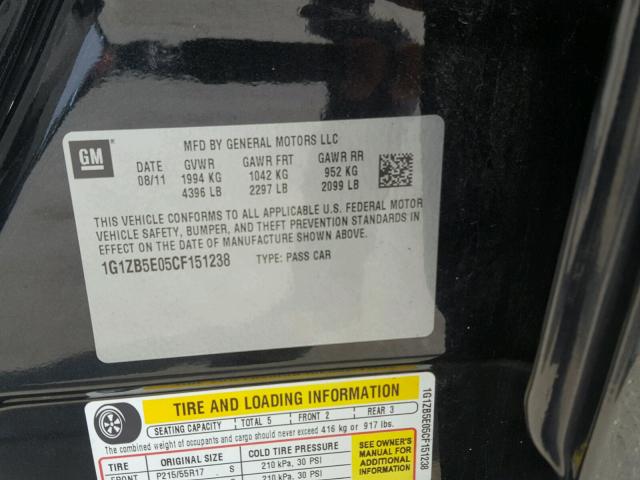 GM
MFD BY GENERAL MOTORS LLC
DATE GVWR GAWR FRT GAWR RR
08/11 1994 KG 1042 KG 952 KG
4396 LB 2297 LB 2099 LB
THIS VEHICLE CONFORMS TO ALL APPLICABLE U.S. FEDERAL MOTOR
VEHICLE SAFETY, BUMPER, AND THEFT PREVENTION STANDARDS IN
EFFECT ON THE DATE OF MANUFACTURE SHOWN ABOVE.
1G1ZB5E05CF151238 TYPE: PASS CAR
TIRE AND LOADING INFORMATION
SEATING CAPACITY TOTAL 5 FRONT 2 REAR 3
The combined weight of occupants and cargo should never exceed 416 kg or 917 lbs.
TIRE ORIGINAL SIZE COLD TIRE PRESSURE
FRONT P215/55R17 S 210 kPa, 30 PSI
210 kPa, 30 PSI
SEE OWNER'S
MANUAL FOR
ADDITIONAL
INFORMATION
1G1ZB5E05CF151238